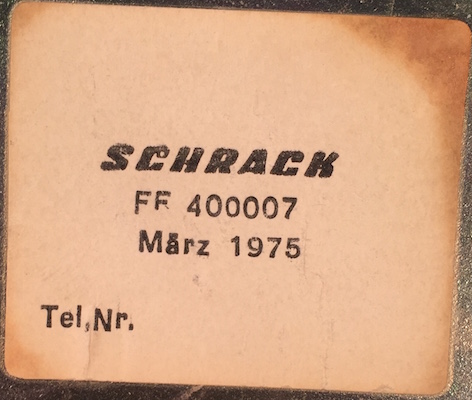 SCHRACK
FF 400007
März 1975
Tel,Nr.